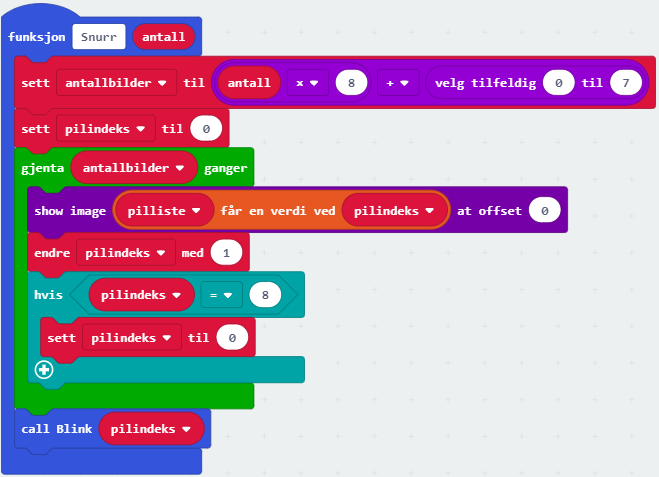 funksjon Snurr antall
sett antallbilder til antall x 8 + velg tilfeldig 0 til 7
sett pilindeks til 0
gjenta antallbilder ganger
show image pilliste får en verdi ved pilindeks at offset 0
endre pilindeks med 1
hvis pilindeks = 8
sett pilindeks til 0
call Blink pilindeks